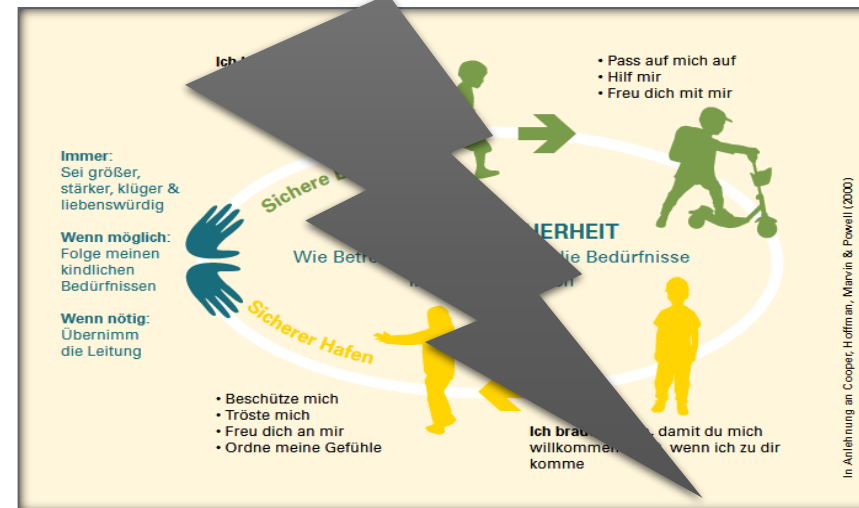 Ich
• Pass auf mich auf
• Hilf mir
• Freu dich mit mir
Immer:
Sei größer,
stärker, klüger &
liebenswürdig
Wenn möglich:
Folge meinen
kindlichen
Bedürfnissen
Wenn nötig:
Übernimm
die Leitung
Sichere
HERHEIT
Wie die Bedürfnisse
Sicherer Hafen
• Beschütze mich
• Tröste mich
• Freu dich an mir
• Ordne meine Gefühle
Ich damit du mich
willkommen wenn ich zu dir
komme
In Anlehnung an Cooper, Hoffman, Marvin & Powell (2000)